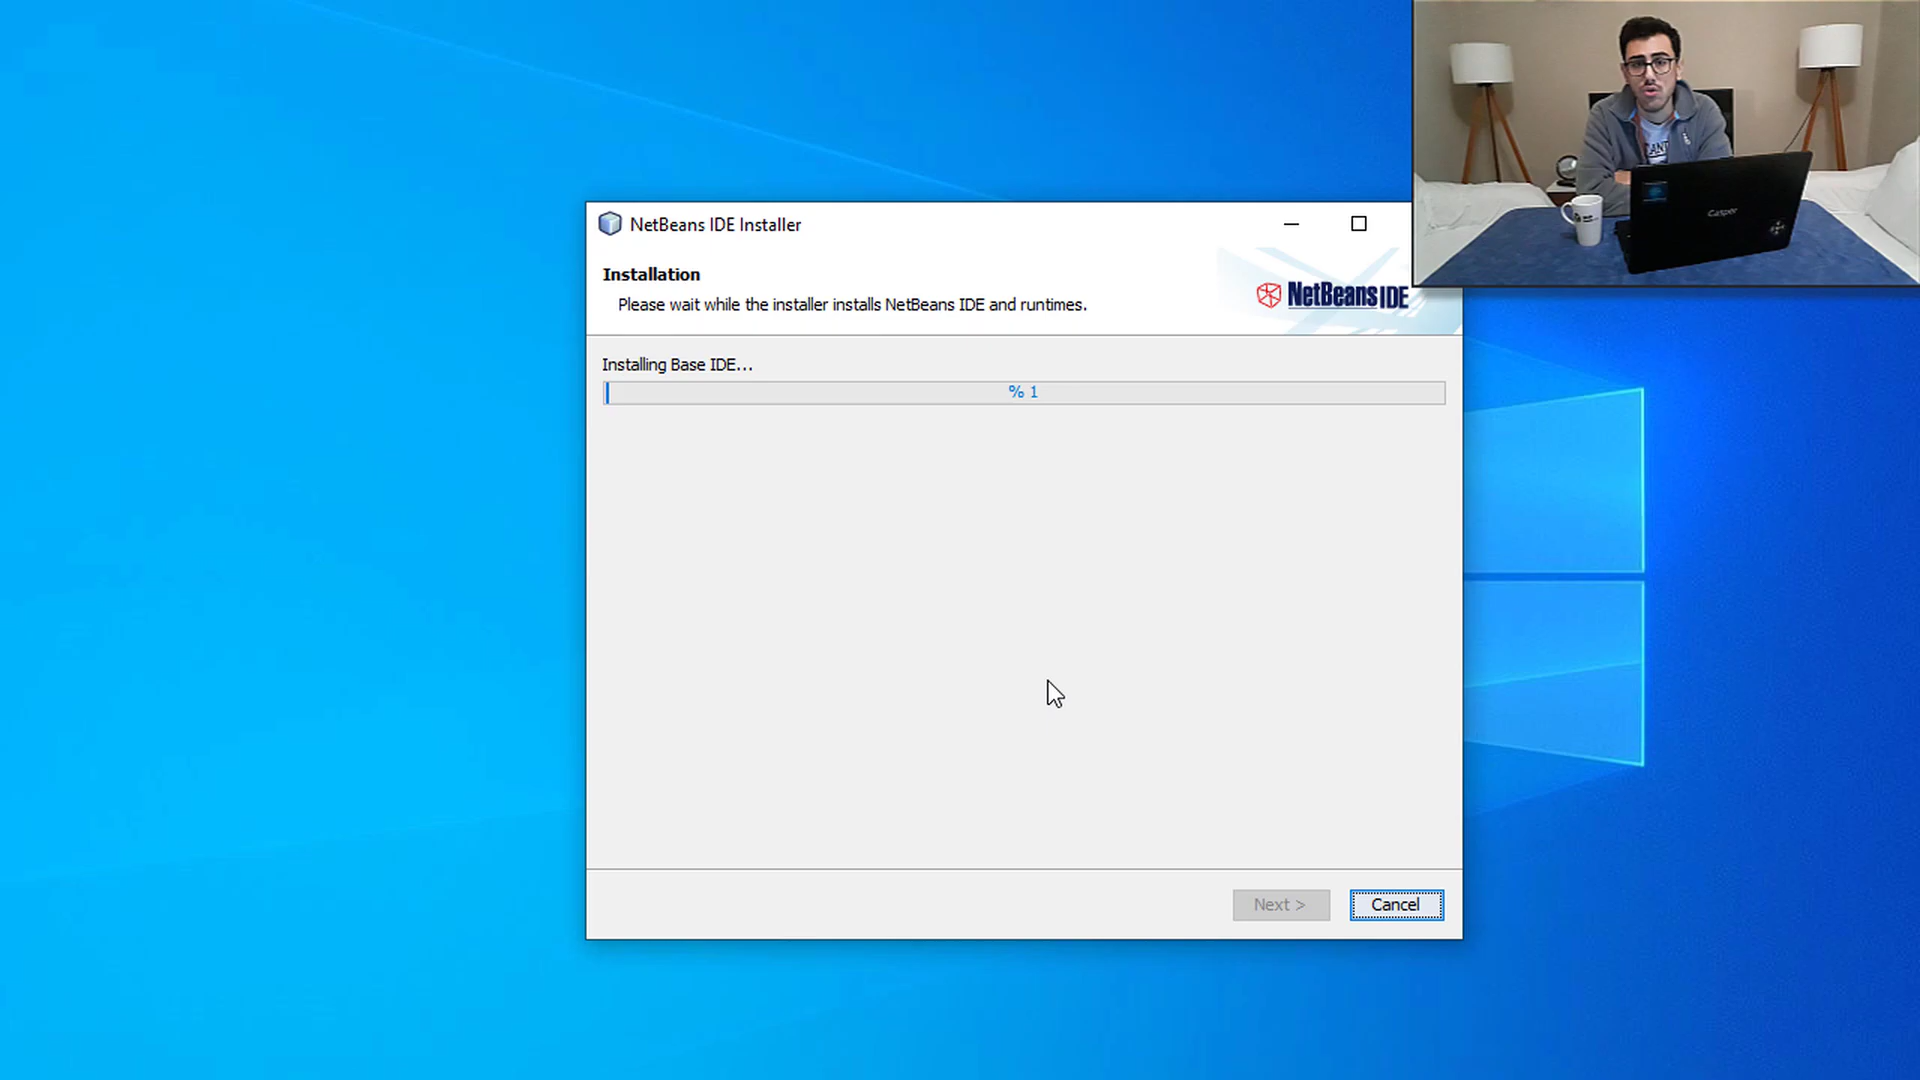 NetBeans IDE Installer
Installation
Please wait while the installer installs NetBeans IDE and runtimes.
NetBeans IDE
Installing Base IDE...
% 1
Next >
Cancel
Casper